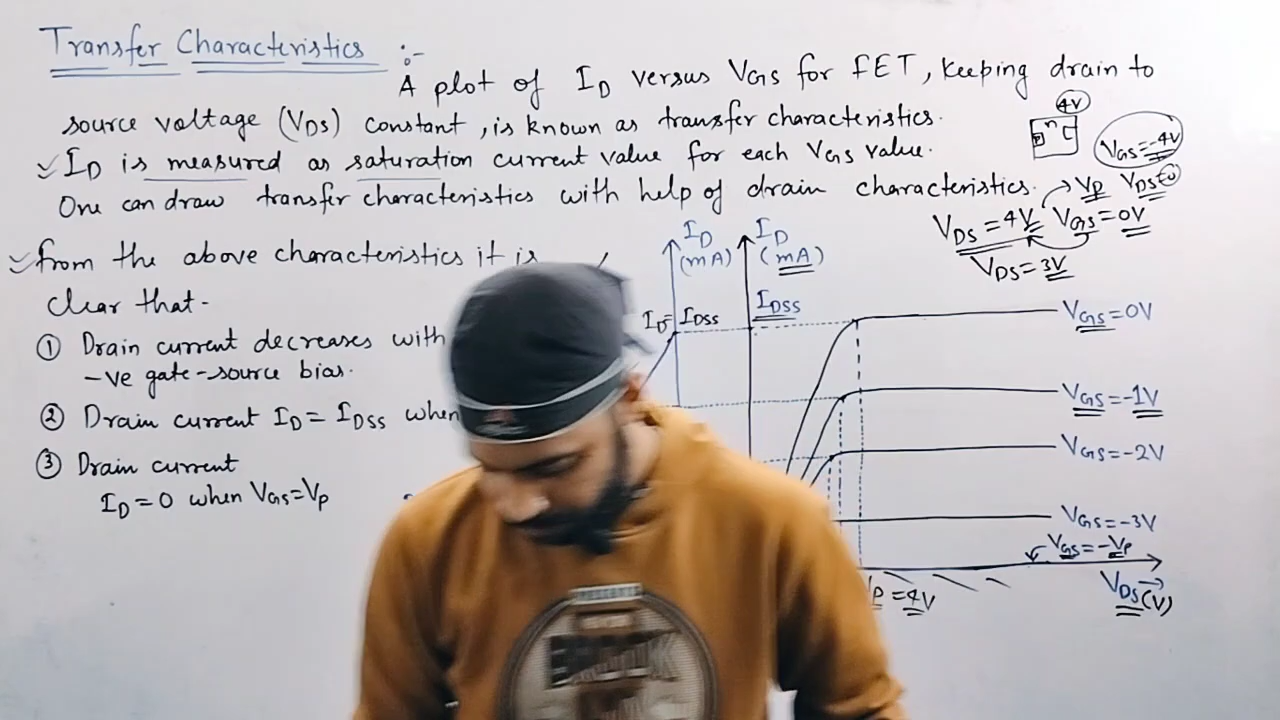 Transfer Characteristics :-
A plot of ID versus VGS for FET, keeping drain to
source voltage (VDS) constant, is known as transfer characteristics.
ID is measured as saturation current value for each VGS value.
One can draw transfer characteristics with help of drain characteristics.
4V
n
VGS=-4V
VP VDS=0
VDS=4V VGS=0V
VDS=3V
from the above characteristics it is
clear that-
① Drain current decreases with
-ve gate-source bias.
② Drain current ID=IDSS when
③ Drain current
ID=0 when VGS=VP
ID
(mA)
ID
(mA)
ID=IDSS
IDSS
VGS=0V
VGS=-1V
VGS=-2V
VGS=-3V
VGS=-VP
P=4V
VDS(V)
BROOK